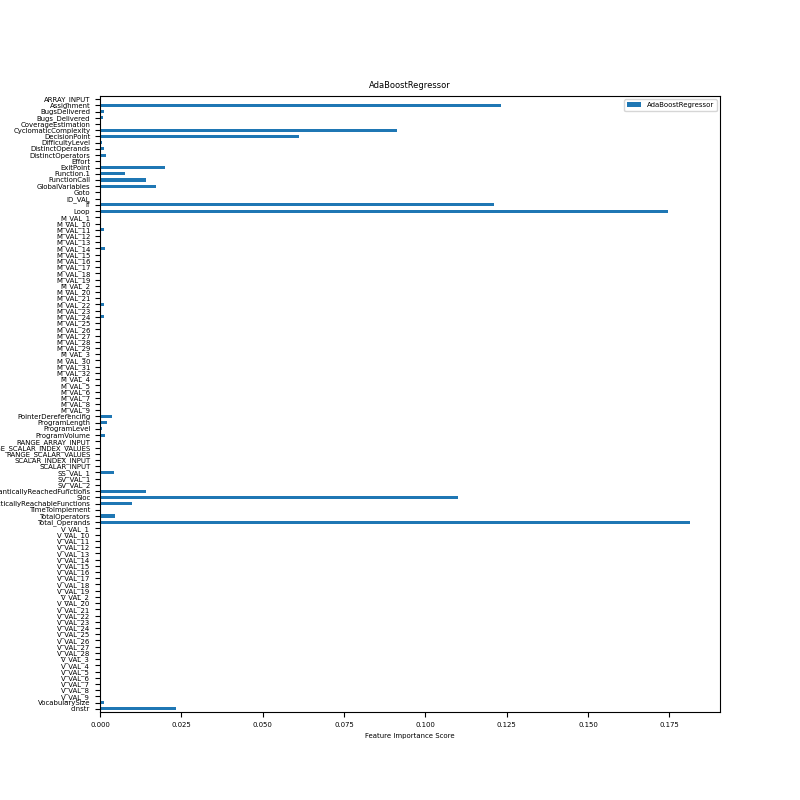 AdaBoostRegressor
AdaBoostRegressor
ARRAY_INPUT
Assignment
BugsDelivered
Bugs_Delivered
CoverageEstimation
CyclomaticComplexity
DecisionPoint
DifficultyLevel
DistinctOperands
DistinctOperators
Effort
ExitPoint
Function.1
FunctionCall
GlobalVariables
Goto
ID_VAL
If
Loop
M_VAL_1
M_VAL_10
M_VAL_11
M_VAL_12
M_VAL_13
M_VAL_14
M_VAL_15
M_VAL_16
M_VAL_17
M_VAL_18
M_VAL_19
M_VAL_2
M_VAL_20
M_VAL_21
M_VAL_22
M_VAL_23
M_VAL_24
M_VAL_25
M_VAL_26
M_VAL_27
M_VAL_28
M_VAL_29
M_VAL_3
M_VAL_30
M_VAL_31
M_VAL_32
M_VAL_4
M_VAL_5
M_VAL_6
M_VAL_7
M_VAL_8
M_VAL_9
PointerDereferencing
ProgramLength
ProgramLevel
ProgramVolume
RANGE_ARRAY_INPUT
E_SCALAR_INDEX_VALUES
RANGE_SCALAR_VALUES
SCALAR_INDEX_INPUT
SCALAR_INPUT
SS_VAL_1
SV_VAL_1
SV_VAL_2
anticallyReachedFunctions
Sloc
ticallyReachableFunctions
TimeToImplement
TotalOperators
Total_Operands
V_VAL_1
V_VAL_10
V_VAL_11
V_VAL_12
V_VAL_13
V_VAL_14
V_VAL_15
V_VAL_16
V_VAL_17
V_VAL_18
V_VAL_19
V_VAL_2
V_VAL_20
V_VAL_21
V_VAL_22
V_VAL_23
V_VAL_24
V_VAL_25
V_VAL_26
V_VAL_27
V_VAL_28
V_VAL_3
V_VAL_4
V_VAL_5
V_VAL_6
V_VAL_7
V_VAL_8
V_VAL_9
VocabularySize
cinstr
0.000 0.025 0.050 0.075 0.100 0.125 0.150 0.175
Feature Importance Score